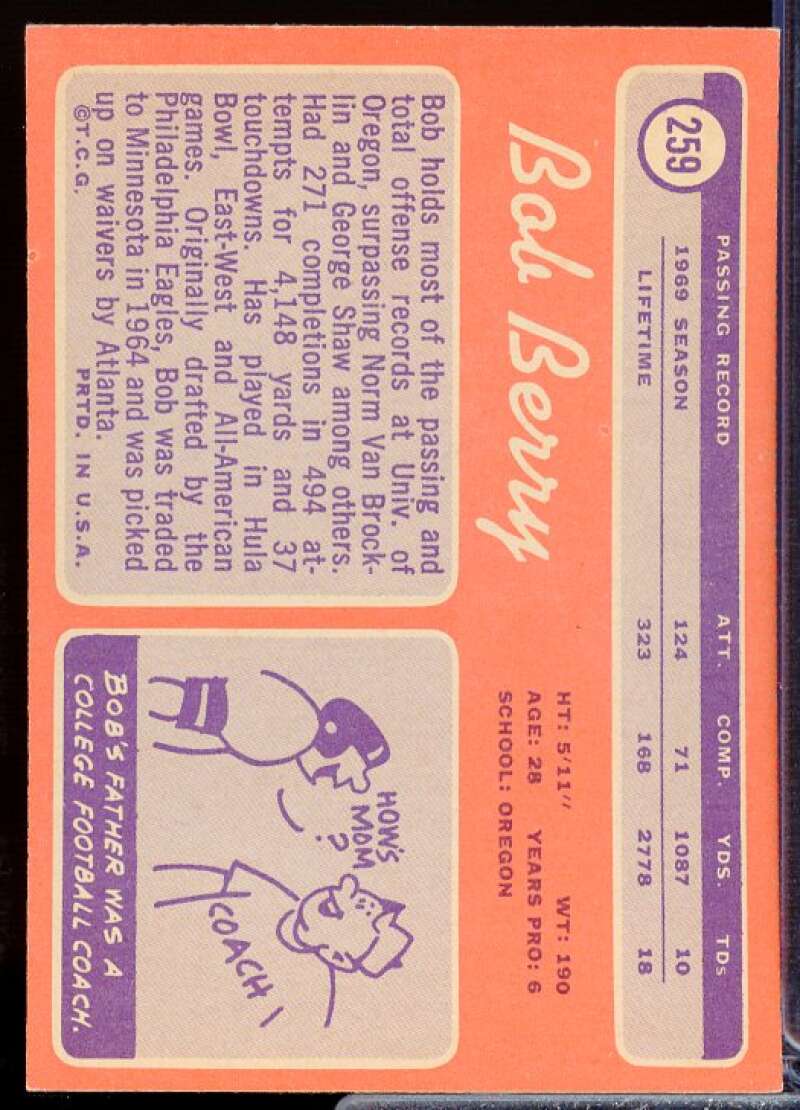 259
PASSING RECORD ATT. COMP. YDS. TDs
1969 SEASON 124 71 1087 10
LIFETIME 323 168 2778 18
Bob Berry
HT: 5'11" WT: 190
AGE: 28 YEARS PRO: 6
SCHOOL: OREGON
Bob holds most of the passing and
total offense records at Univ. of
Oregon, surpassing Norm Van Brock-
lin and George Shaw among others.
Had 271 completions in 494 at-
tempts for 4,148 yards and 37
touchdowns. Has played in Hula
Bowl, East-West and All-American
games. Originally drafted by the
Philadelphia Eagles, Bob was traded
to Minnesota in 1964 and was picked
up on waivers by Atlanta.
©T.C.G. PRTD. IN U.S.A.
HOW'S
MOM
?
COACH
BOB'S FATHER WAS A
COLLEGE FOOTBALL COACH.